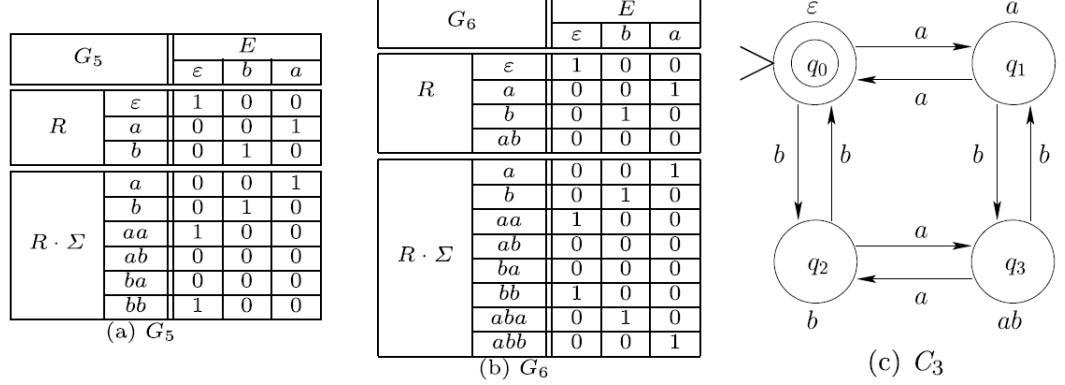 G5 E
ε b a
R ε 1 0 0
a 0 0 1
b 0 1 0
R · Σ a 0 0 1
b 0 1 0
aa 1 0 0
ab 0 0 0
ba 0 0 0
bb 1 0 0
(a) G5
G6 E
ε b a
R ε 1 0 0
a 0 0 1
b 0 1 0
ab 0 0 0
R · Σ a 0 0 1
b 0 1 0
aa 1 0 0
ab 0 0 0
ba 0 0 0
bb 1 0 0
aba 0 1 0
abb 0 0 1
(b) G6
ε a
q0 a q1
a
b b b b
q2 a q3
a
b ab
(c) C3